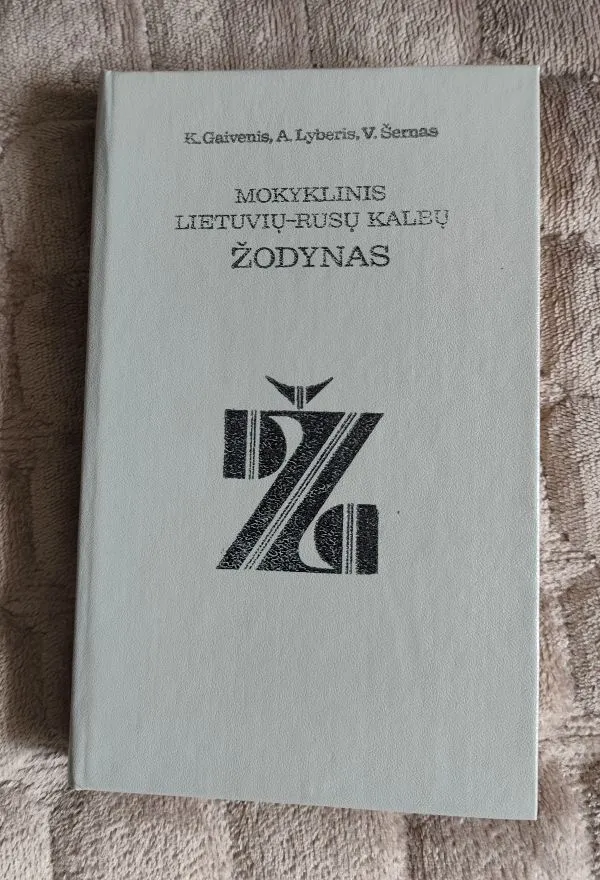 K. Gaivenis, A. Lyberis, V. Šernas
MOKYKLINIS
LIETUVIŲ-RUSŲ KALBŲ
ŽODYNAS
Ž